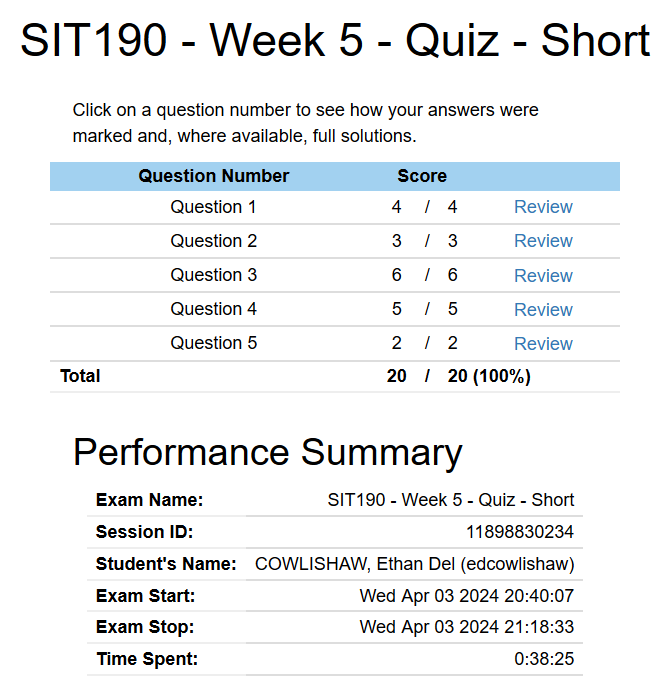 SIT190 - Week 5 - Quiz - Short
Click on a question number to see how your answers were
marked and, where available, full solutions.
Question Number Score
Question 1 4 / 4 Review
Question 2 3 / 3 Review
Question 3 6 / 6 Review
Question 4 5 / 5 Review
Question 5 2 / 2 Review
Total 20 / 20 (100%)
Performance Summary
Exam Name: SIT190 - Week 5 - Quiz - Short
Session ID: 11898830234
Student's Name: COWLISHAW, Ethan Del (edcowlishaw)
Exam Start: Wed Apr 03 2024 20:40:07
Exam Stop: Wed Apr 03 2024 21:18:33
Time Spent: 0:38:25